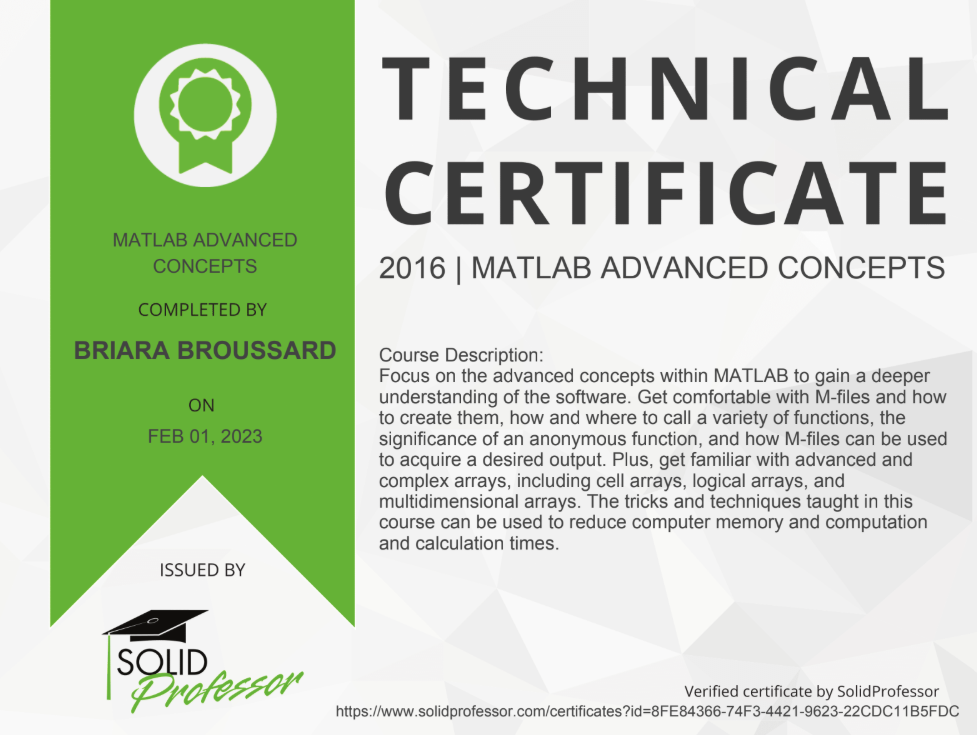 MATLAB ADVANCED
CONCEPTS
COMPLETED BY
BRIARA BROUSSARD
ON
FEB 01, 2023
ISSUED BY
SOLID
Professor
TECHNICAL
CERTIFICATE
2016 | MATLAB ADVANCED CONCEPTS
Course Description:
Focus on the advanced concepts within MATLAB to gain a deeper
understanding of the software. Get comfortable with M-files and how
to create them, how and where to call a variety of functions, the
significance of an anonymous function, and how M-files can be used
to acquire a desired output. Plus, get familiar with advanced and
complex arrays, including cell arrays, logical arrays, and
multidimensional arrays. The tricks and techniques taught in this
course can be used to reduce computer memory and computation
and calculation times.
Verified certificate by SolidProfessor
https://www.solidprofessor.com/certificates?id=8FE84366-74F3-4421-9623-22CDC11B5FDC